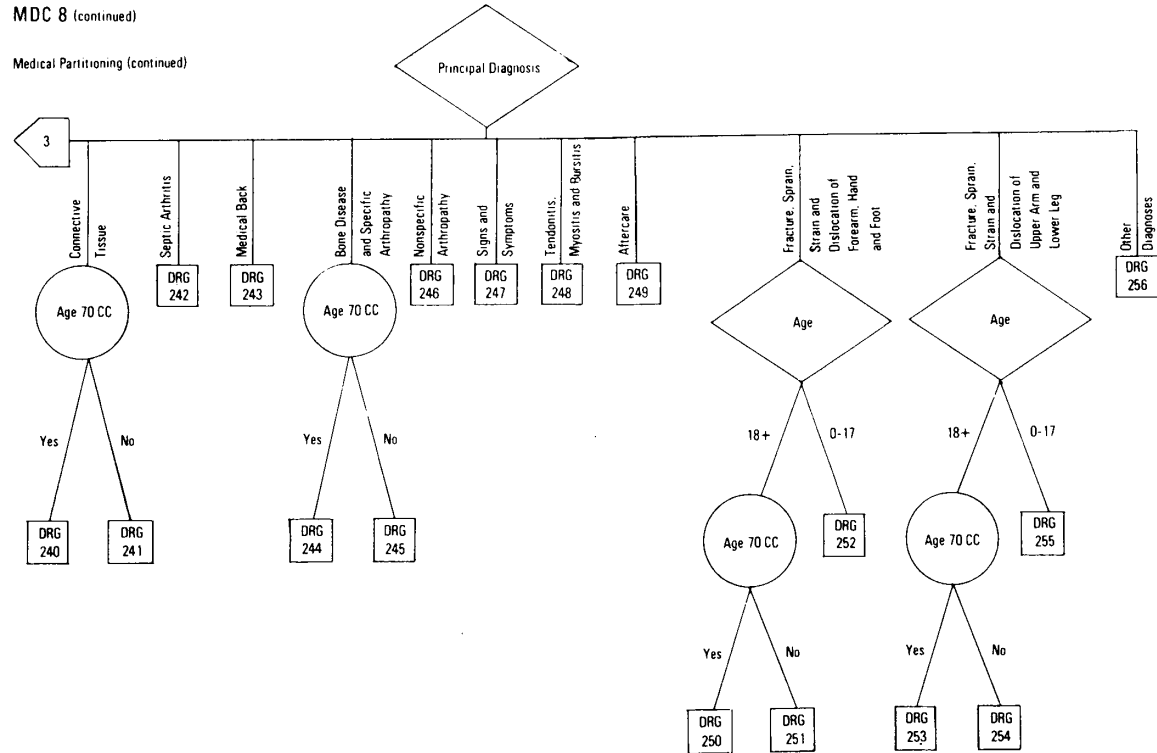 MDC 8 (continued)
Medical Partitioning (continued)
Principal Diagnosis
3
Connective
Tissue
Septic Arthritis
Medical Back
Bone Disease
and Specific
Arthropathy
Nonspecific
Arthropathy
Signs and
Symptoms
Tendonitis,
Myositis and Bursitis
Aftercare
Fracture, Sprain,
Strain and
Dislocation of
Forearm, Hand
and Foot
Fracture, Sprain,
Strain and
Dislocation of
Upper Arm and
Lower Leg
Other
Diagnoses
Age 70 CC
DRG
242
DRG
243
Age 70 CC
DRG
246
DRG
247
DRG
248
DRG
249
Age
Age
DRG
256
Yes
No
Yes
No
18+
0-17
18+
0-17
DRG
240
DRG
241
DRG
244
DRG
245
Age 70 CC
DRG
252
Age 70 CC
DRG
255
Yes
No
Yes
No
DRG
250
DRG
251
DRG
253
DRG
254